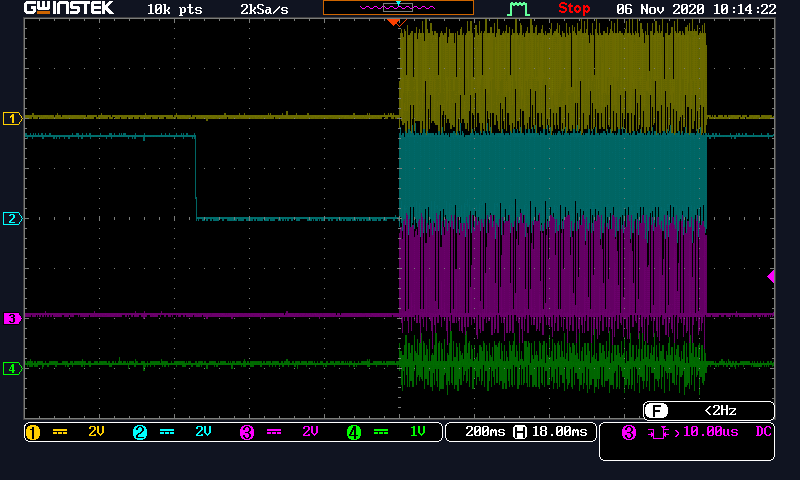 GWINSTEK 10k pts 2kSa/s Stop 06 Nov 2020 10:14:22
1
2
3
4
F <2Hz
1 2V 2 2V 3 2V 4 1V 200ms H 18.00ms 3 >10.00us DC